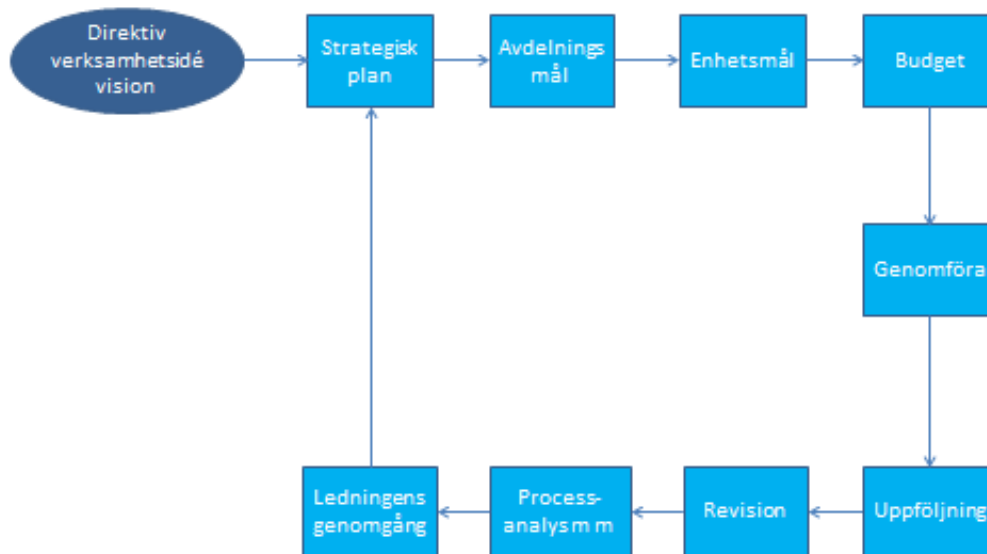 Direktiv
verksamhetsidé
vision
Strategisk
plan
Avdelnings
mål
Enhetsmål
Budget
Genomföra
Uppföljning
Revision
Process-
analys m m
Ledningens
genomgång